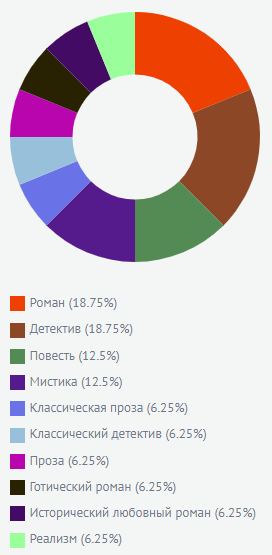 Роман (18.75%)
Детектив (18.75%)
Повесть (12.5%)
Мистика (12.5%)
Классическая проза (6.25%)
Классический детектив (6.25%)
Проза (6.25%)
Готический роман (6.25%)
Исторический любовный роман (6.25%)
Реализм (6.25%)